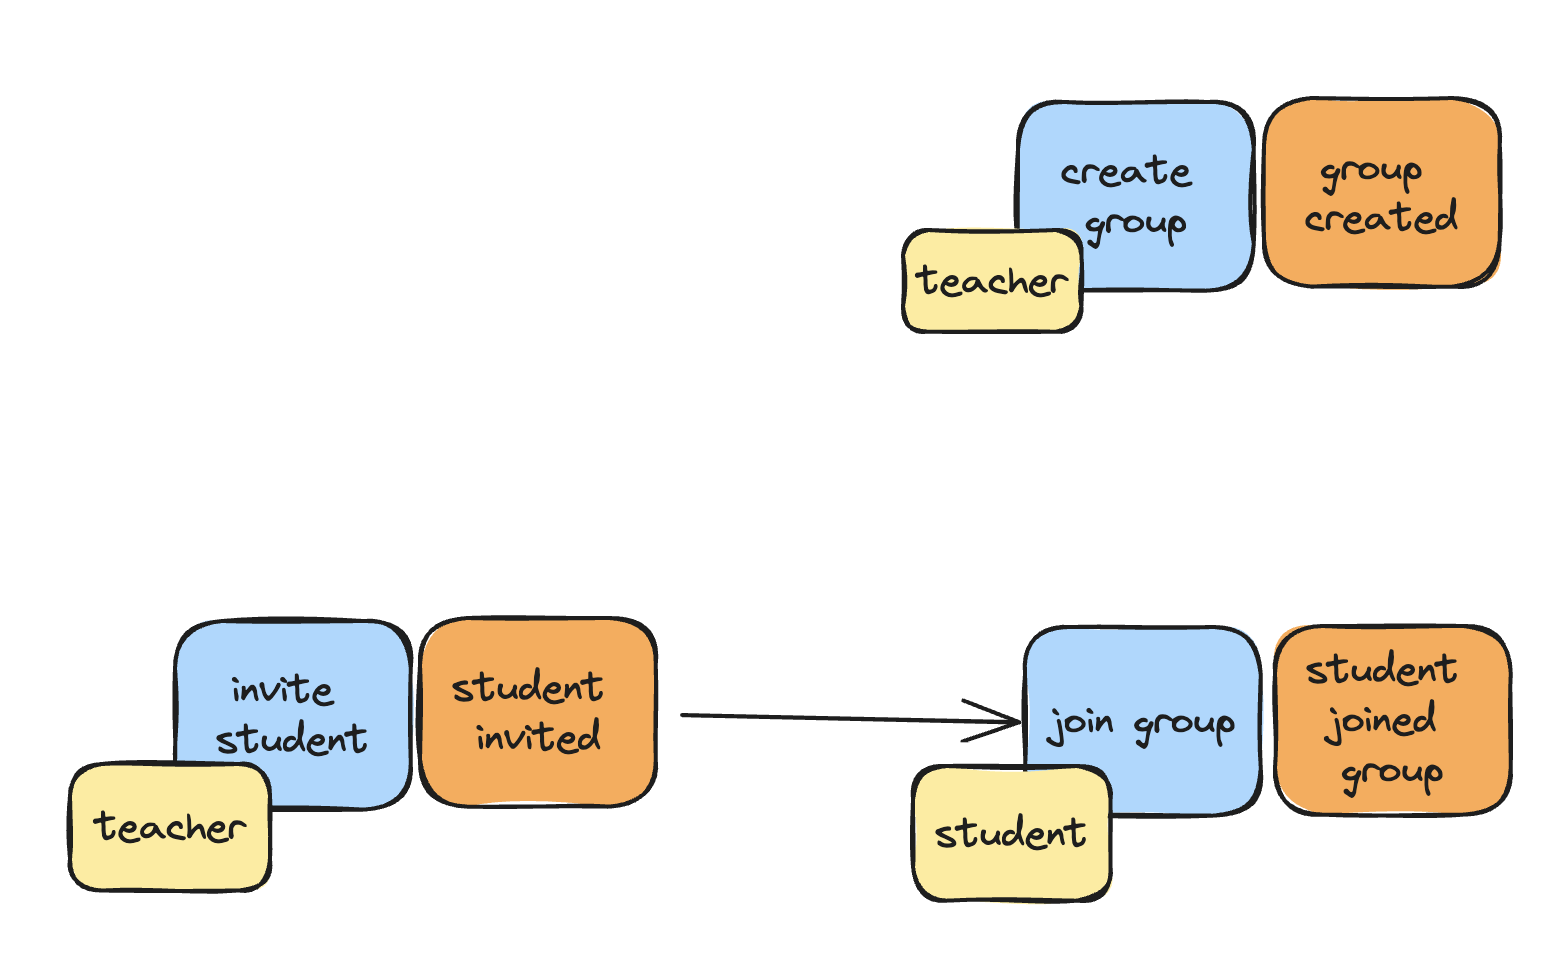 create
group
group
created
teacher
invite
student
student
invited
teacher
join group
student
joined
group
student